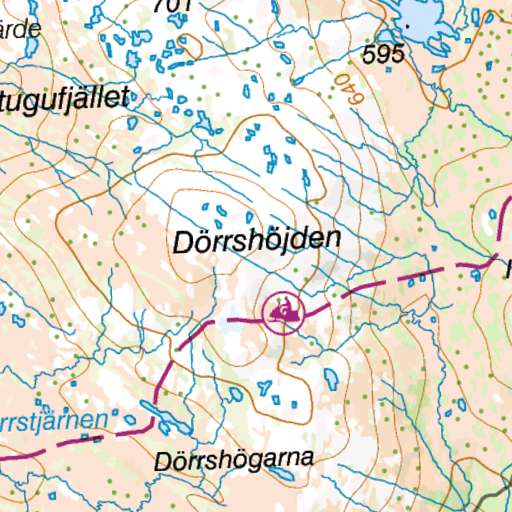 701
ärde
595
tugufjället
640
Dörrshöjden
rrstjärnen
Dörrshögarna